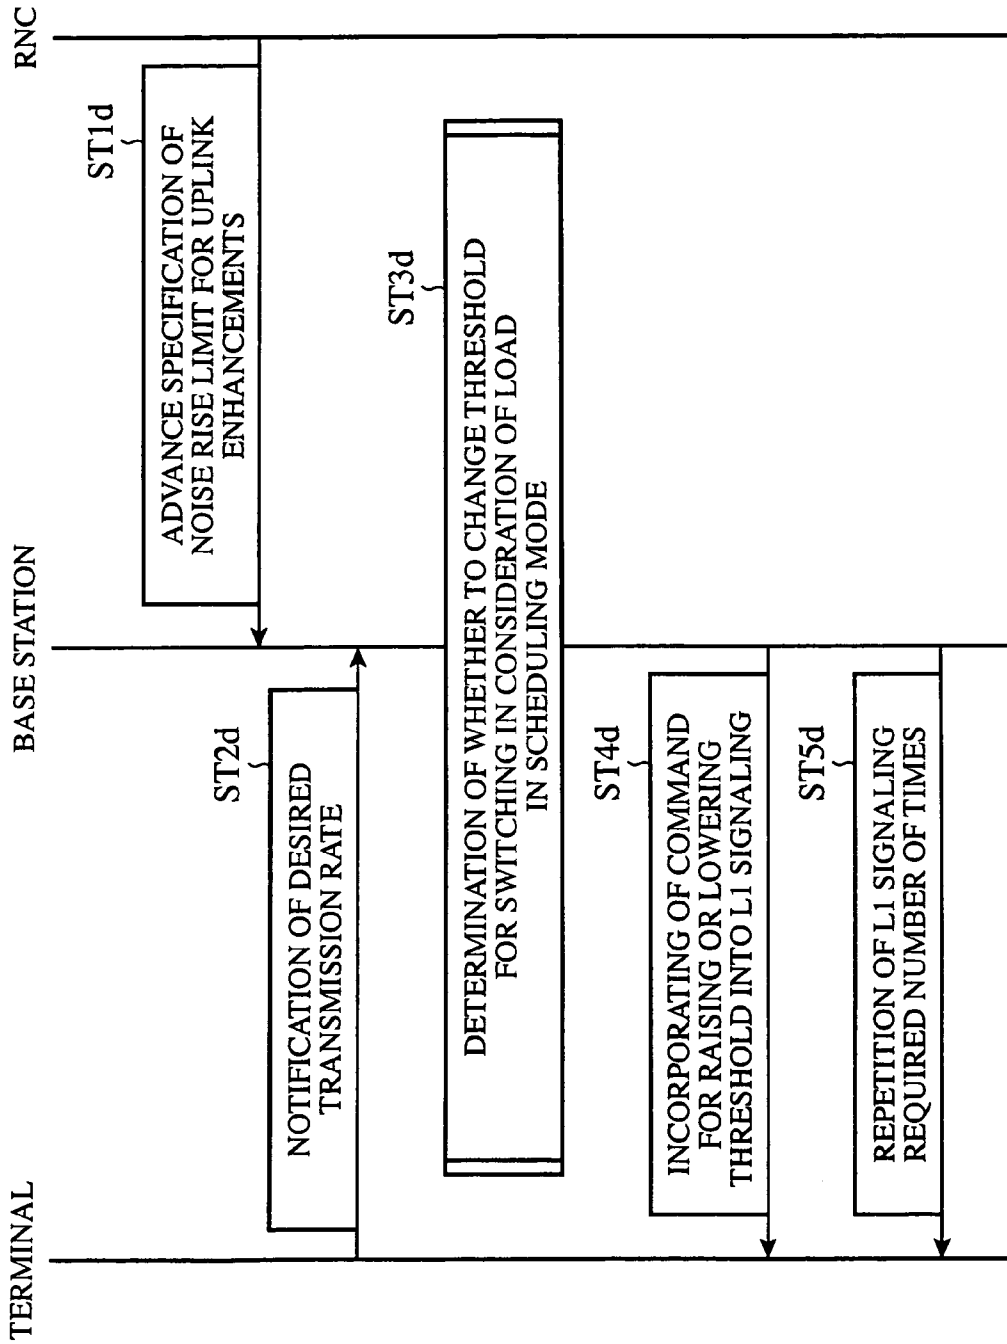 TERMINAL
BASE STATION
RNC
ST1d
ADVANCE SPECIFICATION OF
NOISE RISE LIMIT FOR UPLINK
ENHANCEMENTS
ST2d
NOTIFICATION OF DESIRED
TRANSMISSION RATE
ST3d
DETERMINATION OF WHETHER TO CHANGE THRESHOLD
FOR SWITCHING IN CONSIDERATION OF LOAD
IN SCHEDULING MODE
ST4d
INCORPORATING OF COMMAND
FOR RAISING OR LOWERING
THRESHOLD INTO L1 SIGNALING
ST5d
REPETITION OF L1 SIGNALING
REQUIRED NUMBER OF TIMES